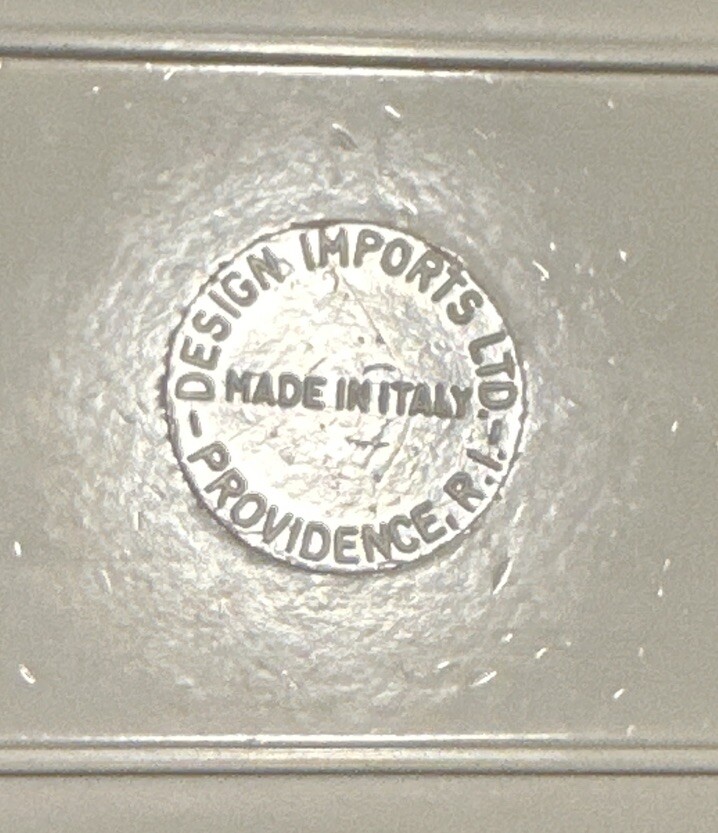 DESIGN IMPORTS LTD.
MADE IN ITALY
– PROVIDENCE, R.I. –